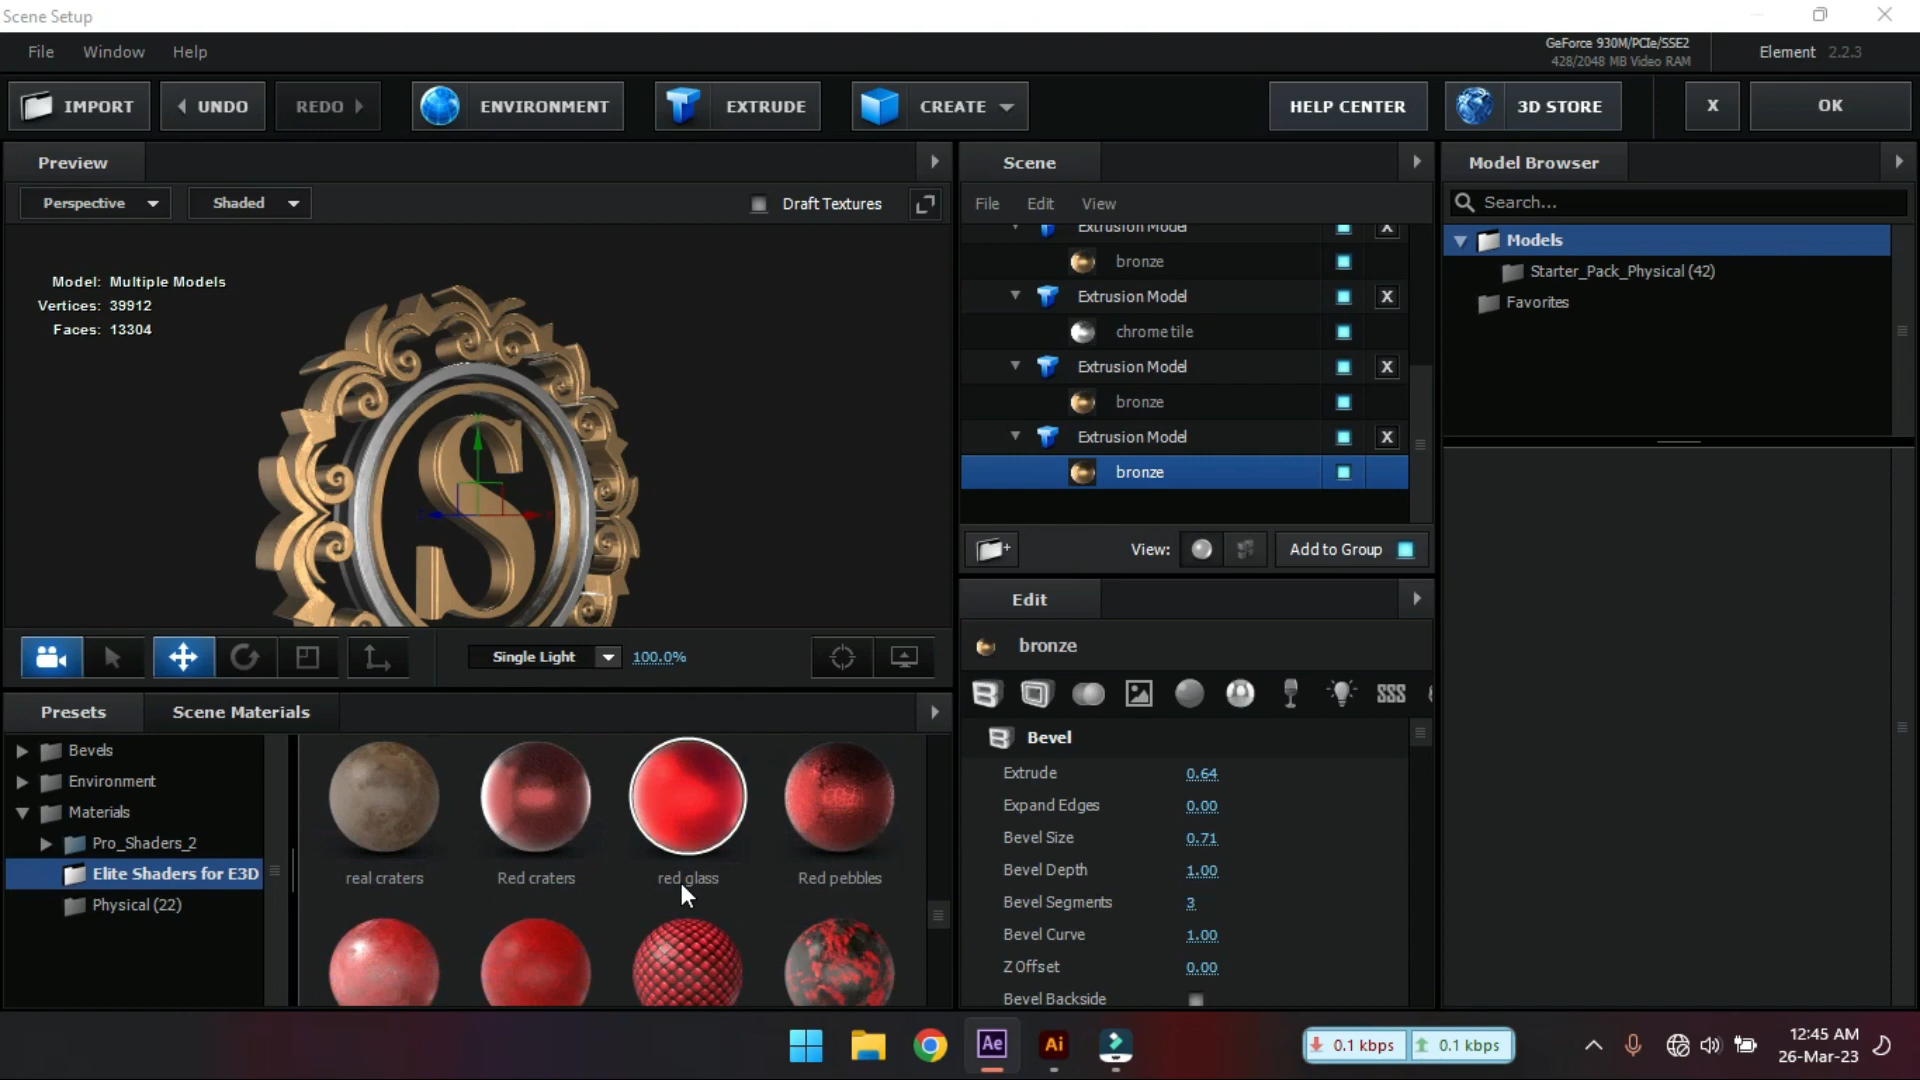 Scene Setup
File Window Help
GeForce 930M/PCIe/SSE2
428/2048 MB Video RAM
Element 2.2.3
IMPORT UNDO REDO ENVIRONMENT EXTRUDE CREATE HELP CENTER 3D STORE X OK
Preview
Perspective Shaded Draft Textures
Model: Multiple Models
Vertices: 39912
Faces: 13304
S
Single Light 100.0%
Scene
File Edit View
Extrusion Model X
bronze
Extrusion Model X
chrome tile
Extrusion Model X
bronze
Extrusion Model X
bronze
View: Add to Group
Model Browser
Search...
Models
Starter_Pack_Physical (42)
Favorites
Presets Scene Materials
Bevels
Environment
Materials
Pro_Shaders_2
Elite Shaders for E3D
Physical (22)
real craters Red craters red glass Red pebbles
Edit
bronze
SSS
Bevel
Extrude 0.64
Expand Edges 0.00
Bevel Size 0.71
Bevel Depth 1.00
Bevel Segments 3
Bevel Curve 1.00
Z Offset 0.00
Bevel Backside
Ae Ai
0.1 kbps 0.1 kbps
12:45 AM
26-Mar-23